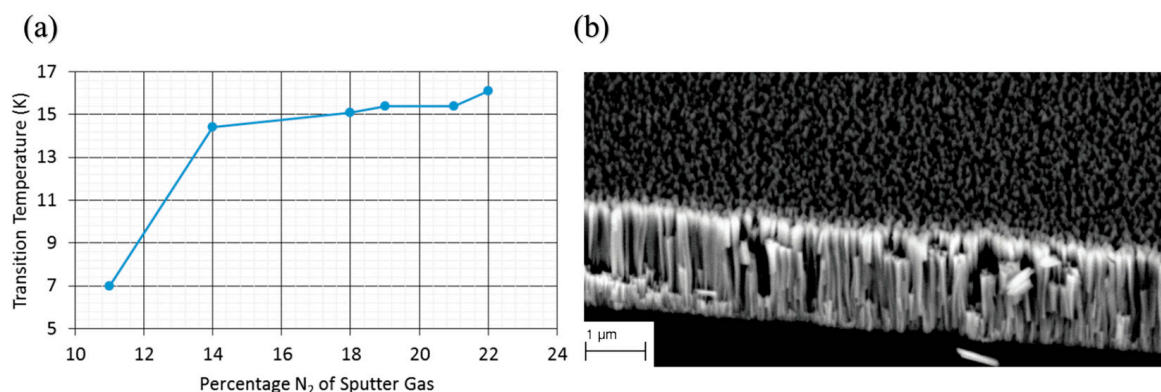 (a)
(b)
17
15
13
11
9
7
5
Transition Temperature (K)
10 12 14 16 18 20 22 24
Percentage N₂ of Sputter Gas
1 µm